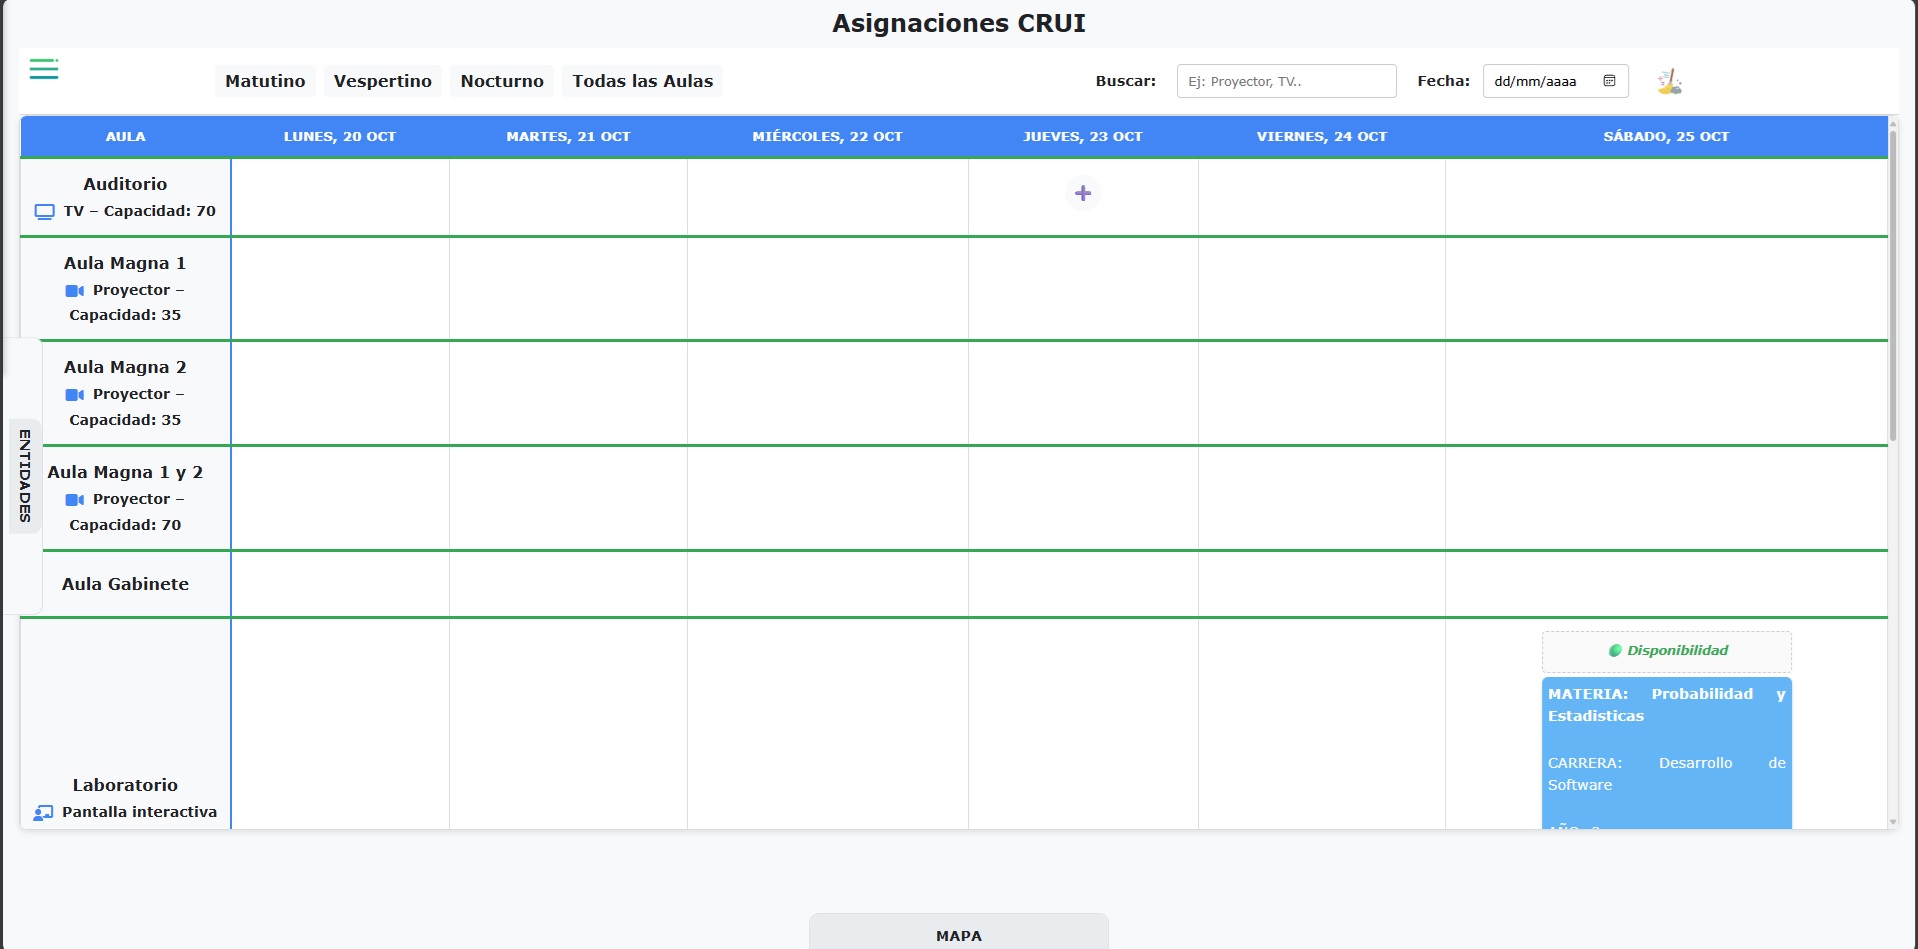 Asignaciones CRUI
Matutino Vespertino Nocturno Todas las Aulas Buscar: Ej: Proyector, TV.. Fecha: dd/mm/aaaa
AULA LUNES, 20 OCT MARTES, 21 OCT MIÉRCOLES, 22 OCT JUEVES, 23 OCT VIERNES, 24 OCT SÁBADO, 25 OCT
Auditorio
TV – Capacidad: 70
Aula Magna 1
Proyector –
Capacidad: 35
Aula Magna 2
Proyector –
Capacidad: 35
ENTIDADES
Aula Magna 1 y 2
Proyector –
Capacidad: 70
Aula Gabinete
Laboratorio
Pantalla interactiva
Disponibilidad
MATERIA: Probabilidad y
Estadisticas
CARRERA: Desarrollo de
Software
MAPA